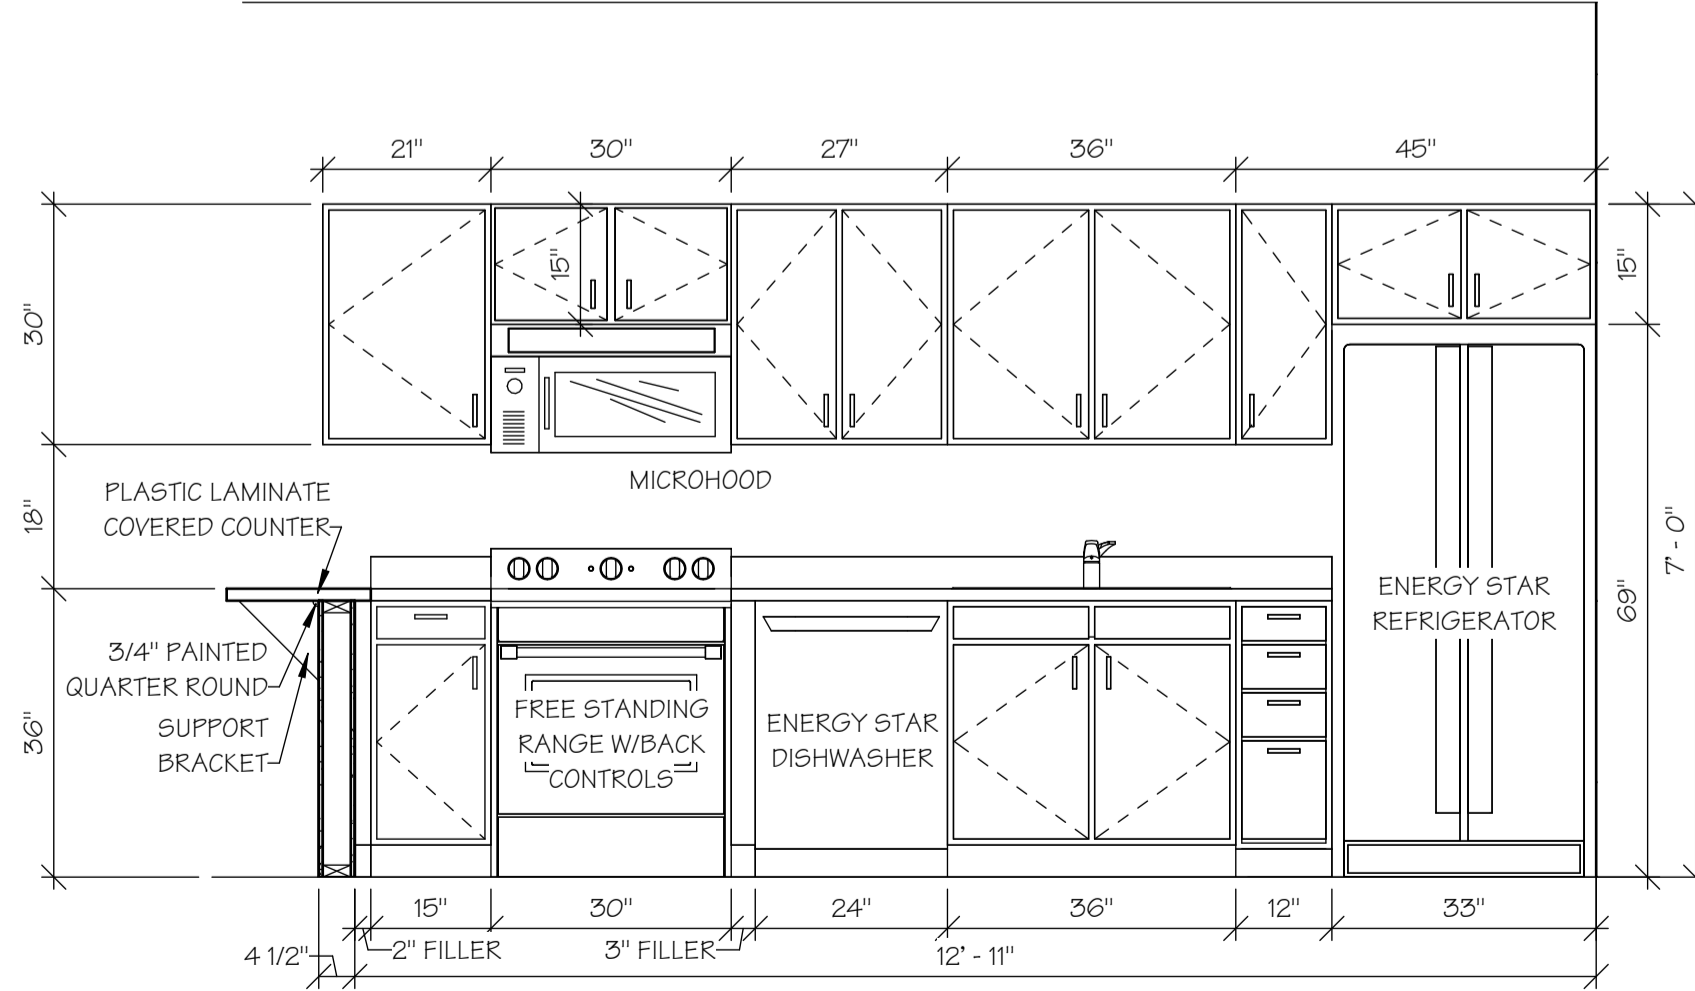 21"
30"
27"
36"
45"
15"
15"
30"
MICROHOOD
PLASTIC LAMINATE
COVERED COUNTER
18"
7' - 0"
ENERGY STAR
REFRIGERATOR
69"
3/4" PAINTED
QUARTER ROUND
SUPPORT
BRACKET
36"
FREE STANDING
RANGE W/BACK
CONTROLS
ENERGY STAR
DISHWASHER
15"
30"
24"
36"
12"
33"
2" FILLER
3" FILLER
4 1/2"
12' - 11"